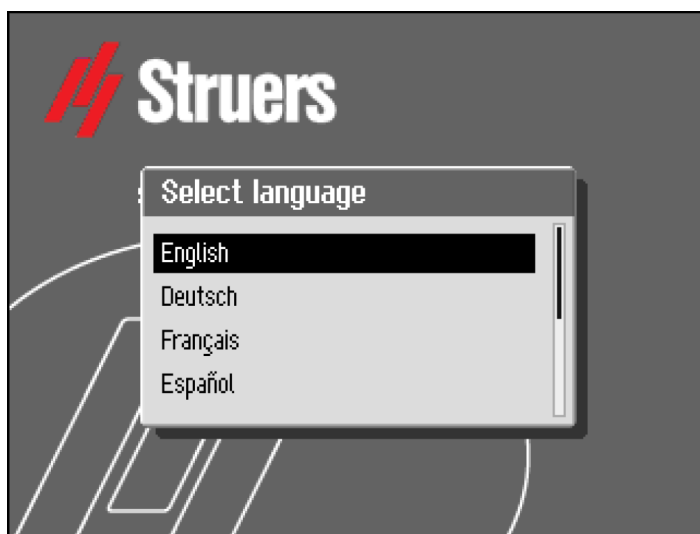 Struers
Select language
English
Deutsch
Français
Español